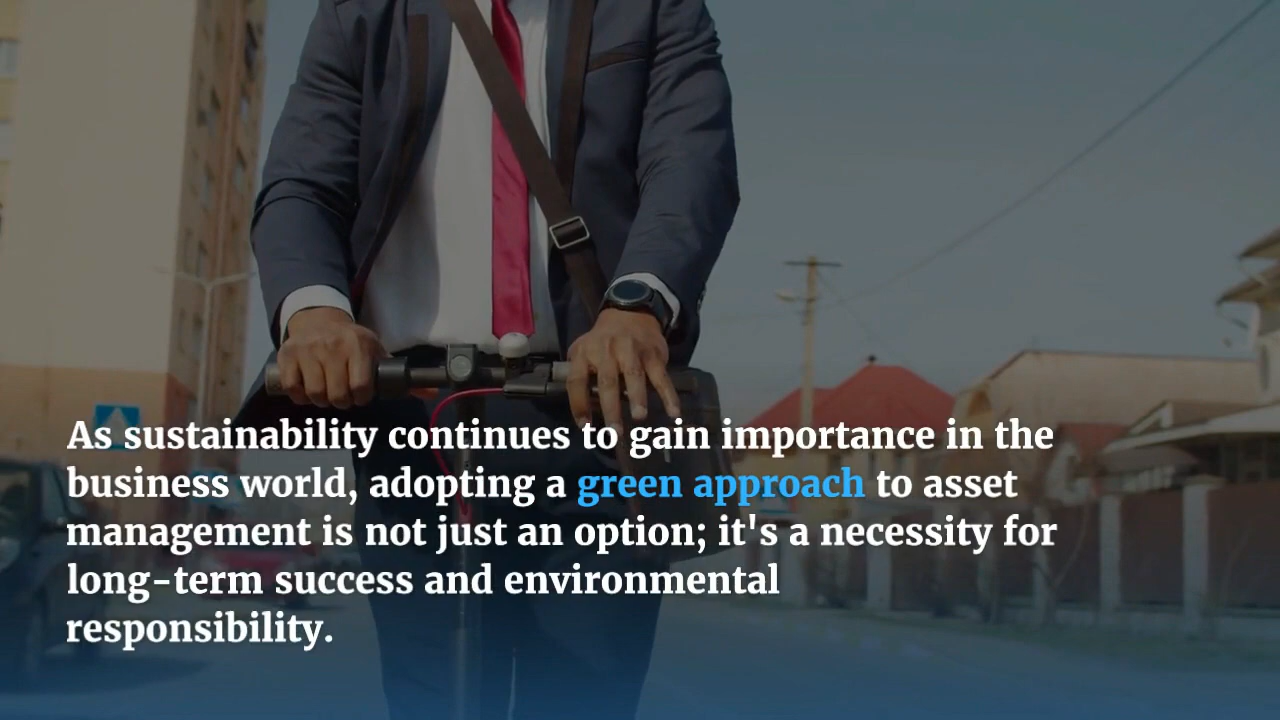 As sustainability continues to gain importance in the
business world, adopting a green approach to asset
management is not just an option; it's a necessity for
long-term success and environmental
responsibility.